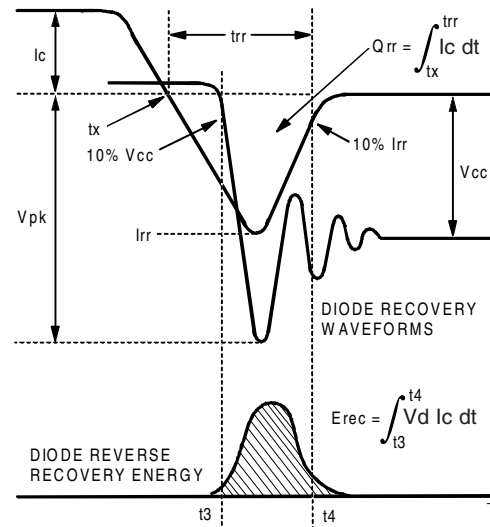 trr
Ic
Qrr = ∫ trr tx Ic dt
tx
10% Vcc
10% Irr
Vcc
Vpk
Irr
DIODE RECOVERY
WAVEFORMS
Erec = ∫ t4 t3 Vd Ic dt
DIODE REVERSE
RECOVERY ENERGY
t3
t4